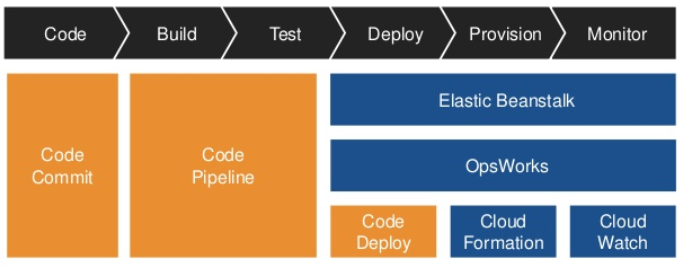 Code Build Test Deploy Provision Monitor
Elastic Beanstalk
Code
Commit
Code
Pipeline
OpsWorks
Code
Deploy
Cloud
Formation
Cloud
Watch